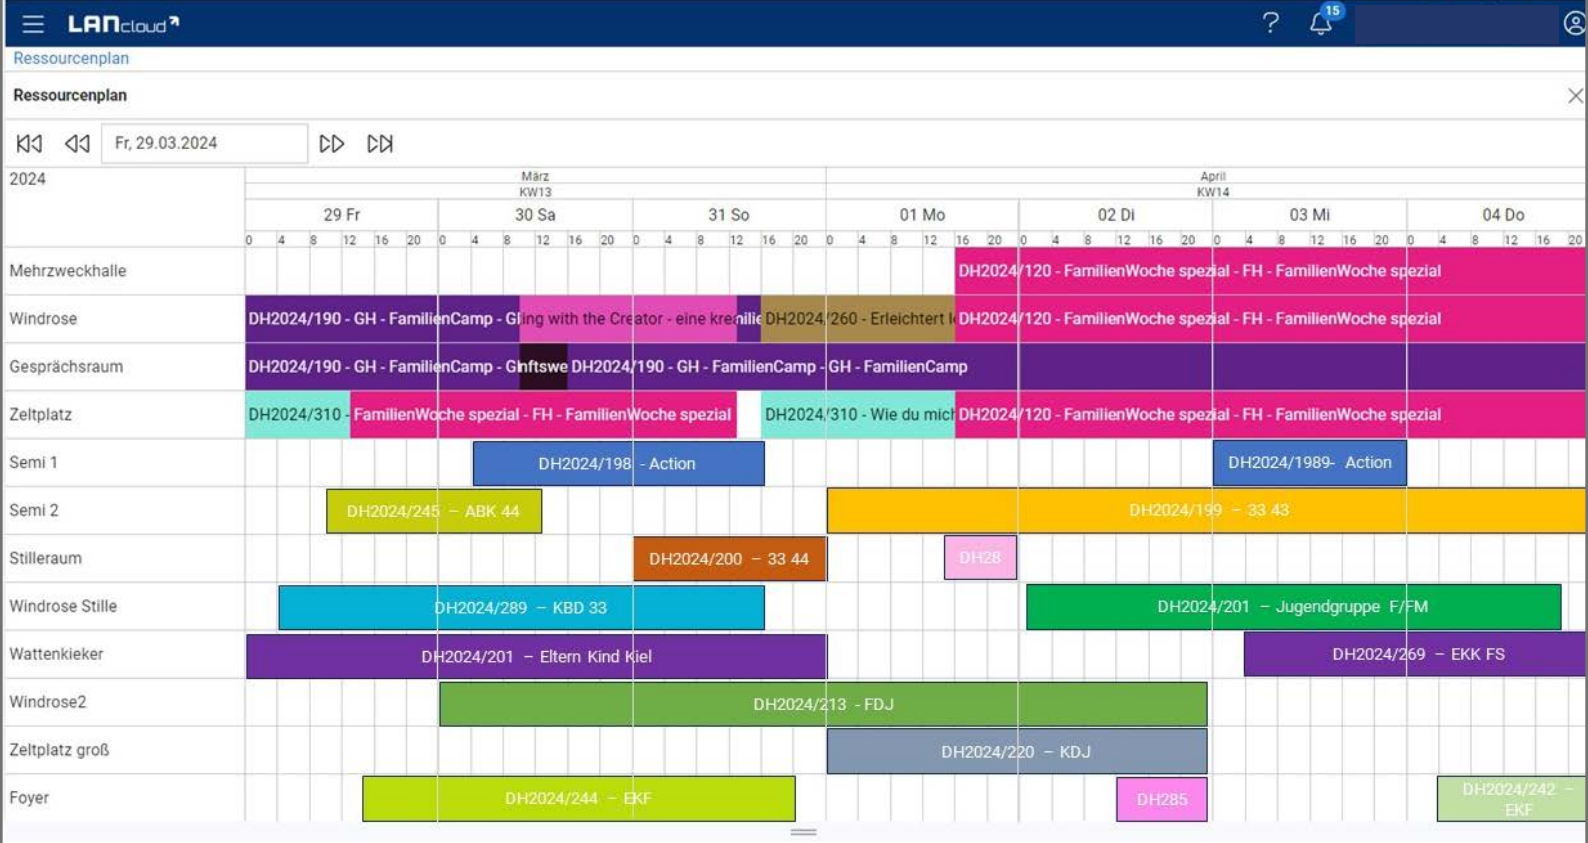 LANcloud
? 15
Ressourcenplan
Ressourcenplan
Fr, 29.03.2024
2024 März April
KW13 KW14
29 Fr 30 Sa 31 So 01 Mo 02 Di 03 Mi 04 Do
0 4 8 12 16 20 0 4 8 12 16 20 0 4 8 12 16 20 0 4 8 12 16 20 0 4 8 12 16 20 0 4 8 12 16 20 0 4 8 12 16 20
Mehrzweckhalle DH2024/120 - FamilienWoche spezial - FH - FamilienWoche spezial
Windrose DH2024/190 - GH - FamilienCamp - G ing with the Creator - eine kre milie DH2024/260 - Erleichtert l DH2024/120 - FamilienWoche spezial - FH - FamilienWoche spezial
Gesprächsraum DH2024/190 - GH - FamilienCamp - G nftswe DH2024/190 - GH - FamilienCamp - GH - FamilienCamp
Zeltplatz DH2024/310 - FamilienWoche spezial - FH - FamilienWoche spezial DH2024/310 - Wie du mich DH2024/120 - FamilienWoche spezial - FH - FamilienWoche spezial
Semi 1 DH2024/198 - Action DH2024/1989- Action
Semi 2 DH2024/245 – ABK 44 DH2024/199 – 33 43
Stilleraum DH2024/200 – 33 44 DH28
Windrose Stille DH2024/289 – KBD 33 DH2024/201 – Jugendgruppe F/FM
Wattenkieker DH2024/201 – Eltern Kind Kiel DH2024/269 – EKK FS
Windrose2 DH2024/213 - FDJ
Zeltplatz groß DH2024/220 – KDJ
Foyer DH2024/244 – EKF DH285 DH2024/242 –
EKF